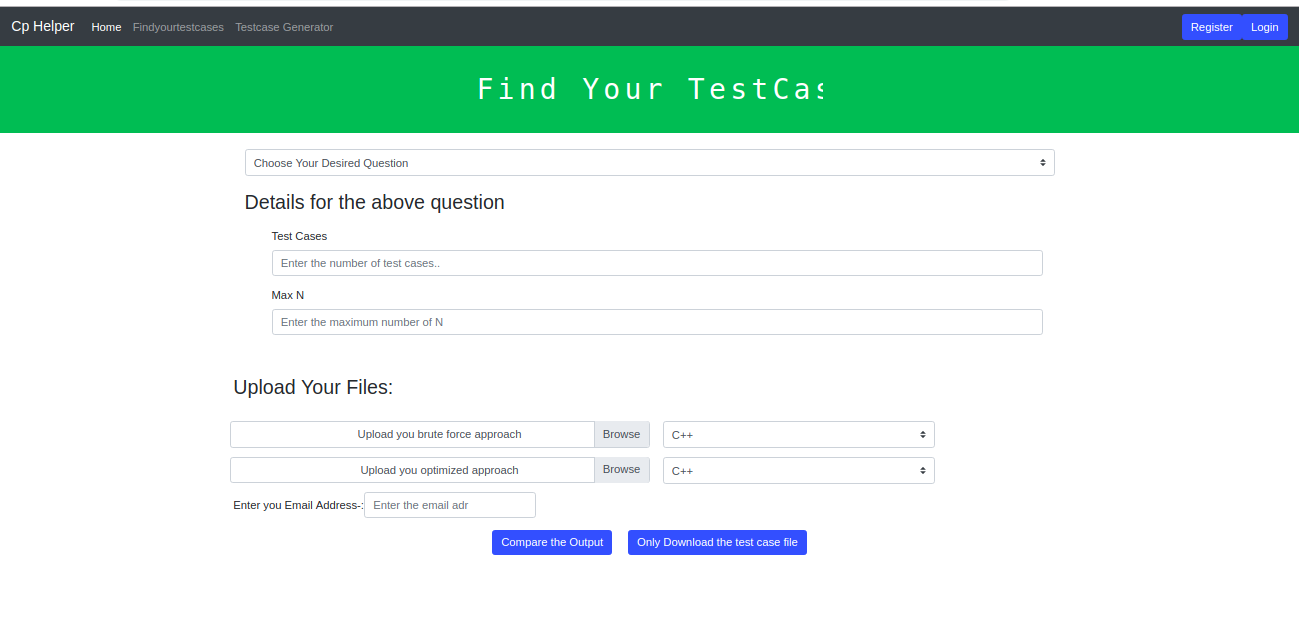 Cp Helper Home Findyourtestcases Testcase Generator Register Login
Find Your TestCas
Choose Your Desired Question
Details for the above question
Test Cases
Enter the number of test cases..
Max N
Enter the maximum number of N
Upload Your Files:
Upload you brute force approach Browse C++
Upload you optimized approach Browse C++
Enter you Email Address-: Enter the email adr
Compare the Output Only Download the test case file